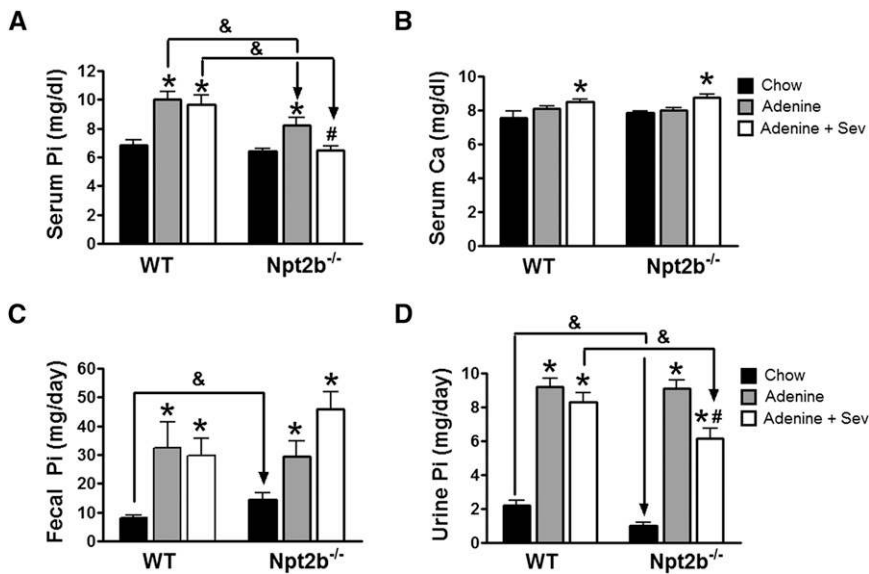 A
&
&
Serum Pi (mg/dl)
12
10
8
6
4
2
0
*
*
*
#
WT
Npt2b-/-
B
Serum Ca (mg/dl)
10
8
6
4
2
0
*
*
WT
Npt2b-/-
Chow
Adenine
Adenine + Sev
C
Fecal Pi (mg/day)
60
50
40
30
20
10
0
&
*
*
*
*
WT
Npt2b-/-
D
&
&
Urine Pi (mg/day)
10
8
6
4
2
0
*
*
*
*#
WT
Npt2b-/-
Chow
Adenine
Adenine + Sev